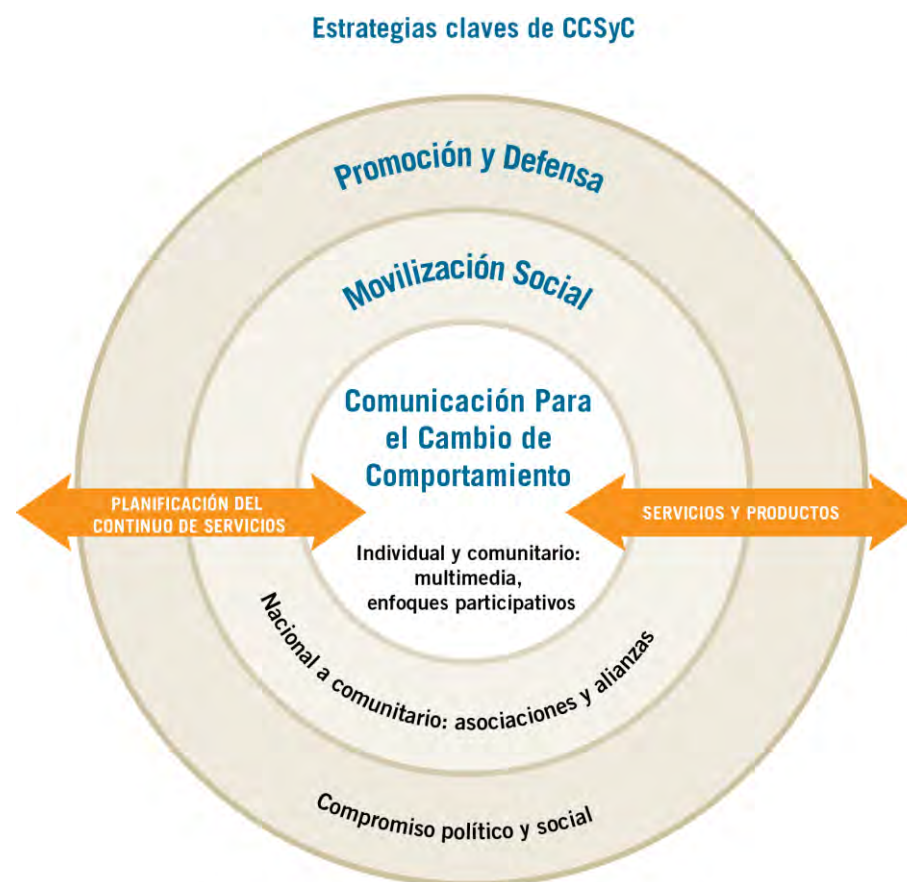 Estrategias claves de CCSyC
Promoción y Defensa
Movilización Social
Comunicación Para
el Cambio de
Comportamiento
PLANIFICACIÓN DEL
CONTINUO DE SERVICIOS
SERVICIOS Y PRODUCTOS
Individual y comunitario:
multimedia,
enfoques participativos
Nacional a comunitario: asociaciones y alianzas
Compromiso político y social